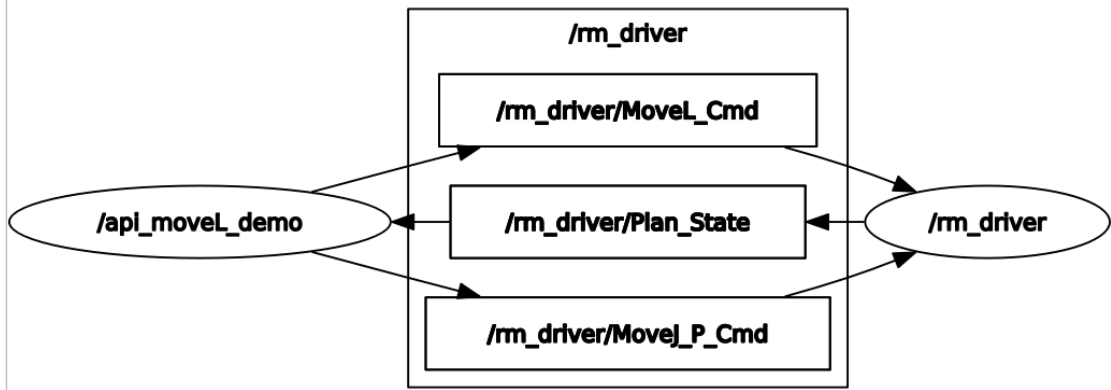 /rm_driver
/rm_driver/MoveL_Cmd
/api_moveL_demo
/rm_driver/Plan_State
/rm_driver
/rm_driver/MoveJ_P_Cmd